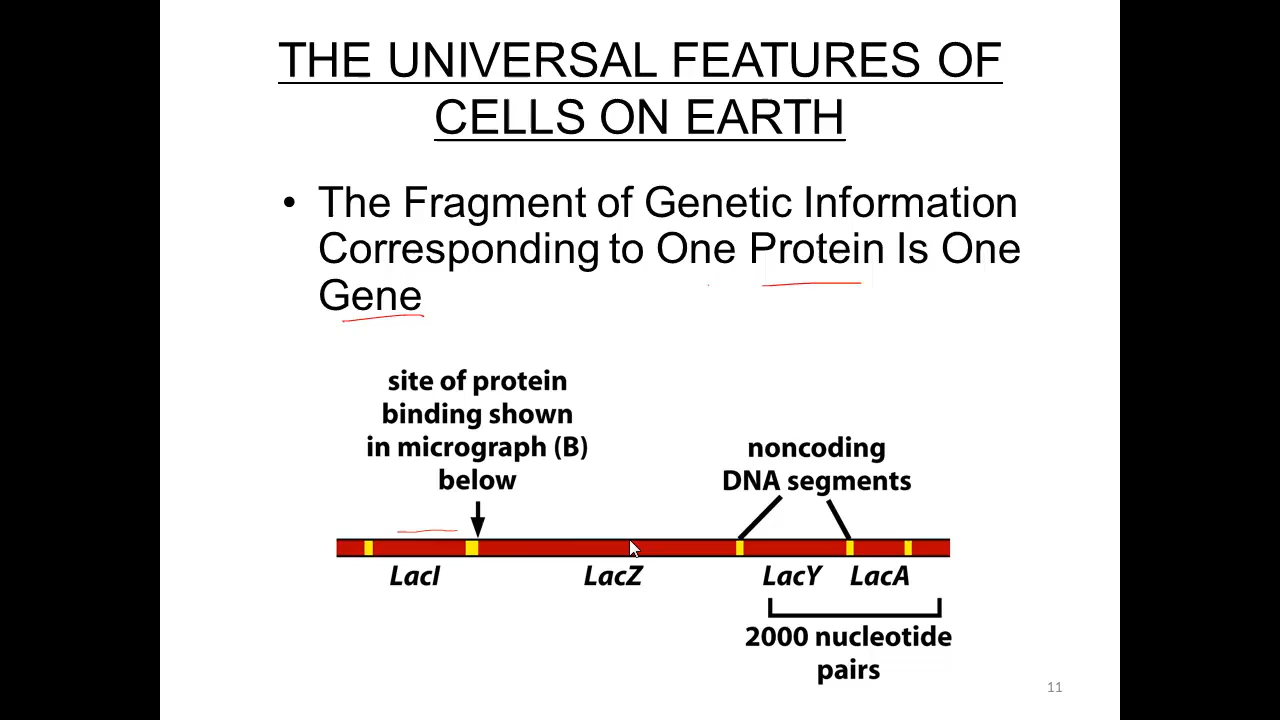 THE UNIVERSAL FEATURES OF
CELLS ON EARTH
• The Fragment of Genetic Information
Corresponding to One Protein Is One
Gene
site of protein
binding shown
in micrograph (B)
below
noncoding
DNA segments
LacI LacZ LacY LacA
2000 nucleotide
pairs
11